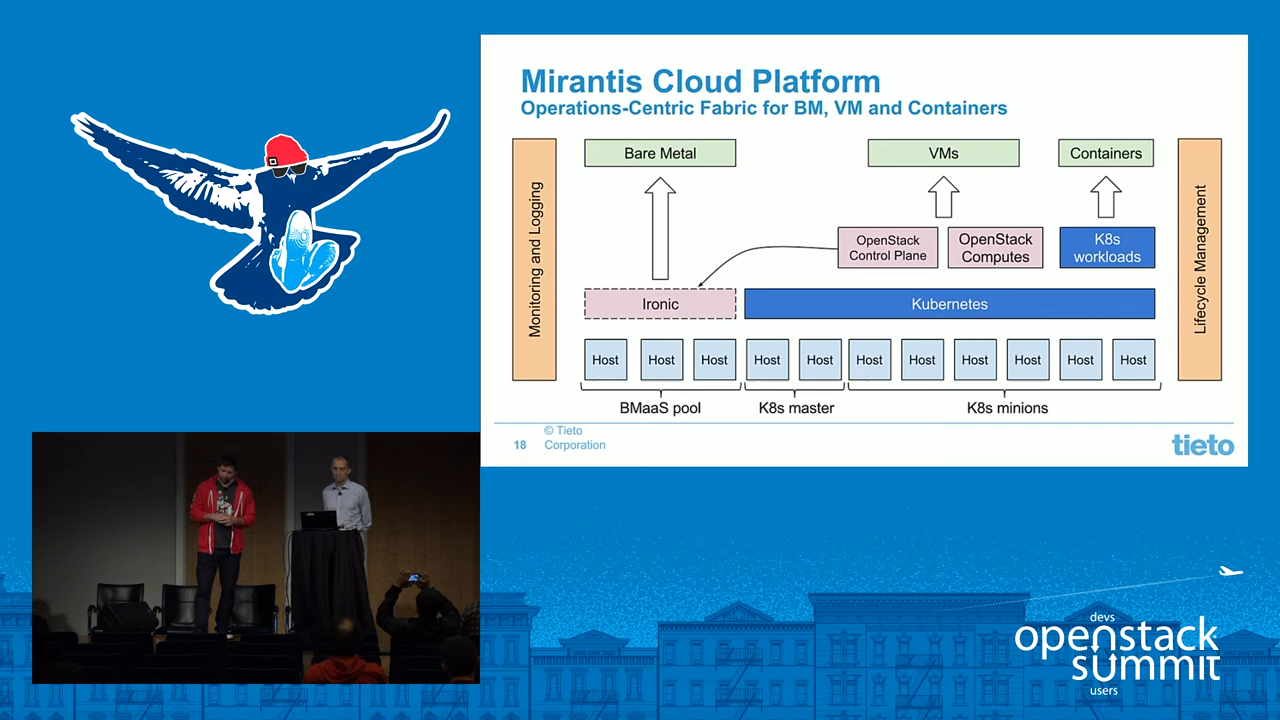 Mirantis Cloud Platform
Operations-Centric Fabric for BM, VM and Containers
Monitoring and Logging
Bare Metal
VMs
Containers
Lifecycle Management
OpenStack
Control Plane
OpenStack
Computes
K8s
workloads
Ironic
Kubernetes
Host
Host
Host
Host
Host
Host
Host
Host
Host
Host
Host
BMaaS pool
K8s master
K8s minions
18
© Tieto
Corporation
tieto
devs
openstack
summit
users